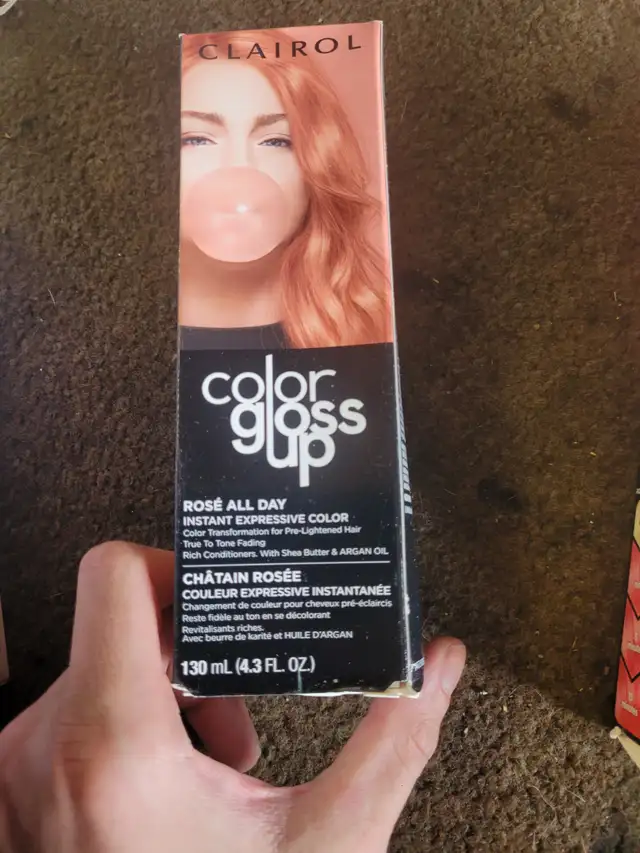 CLAIROL
color
gloss
up
ROSÉ ALL DAY
INSTANT EXPRESSIVE COLOR
Color Transformation for Pre-Lightened Hair
True To Tone Fading
Rich Conditioners. With Shea Butter & ARGAN OIL
CHÂTAIN ROSÉE
COULEUR EXPRESSIVE INSTANTANÉE
Changement de couleur pour cheveux pré-éclaircis
Reste fidèle au ton en se décolorant
Revitalisants riches.
Avec beurre de karité et HUILE D'ARGAN
130 mL (4.3 FL. OZ.)